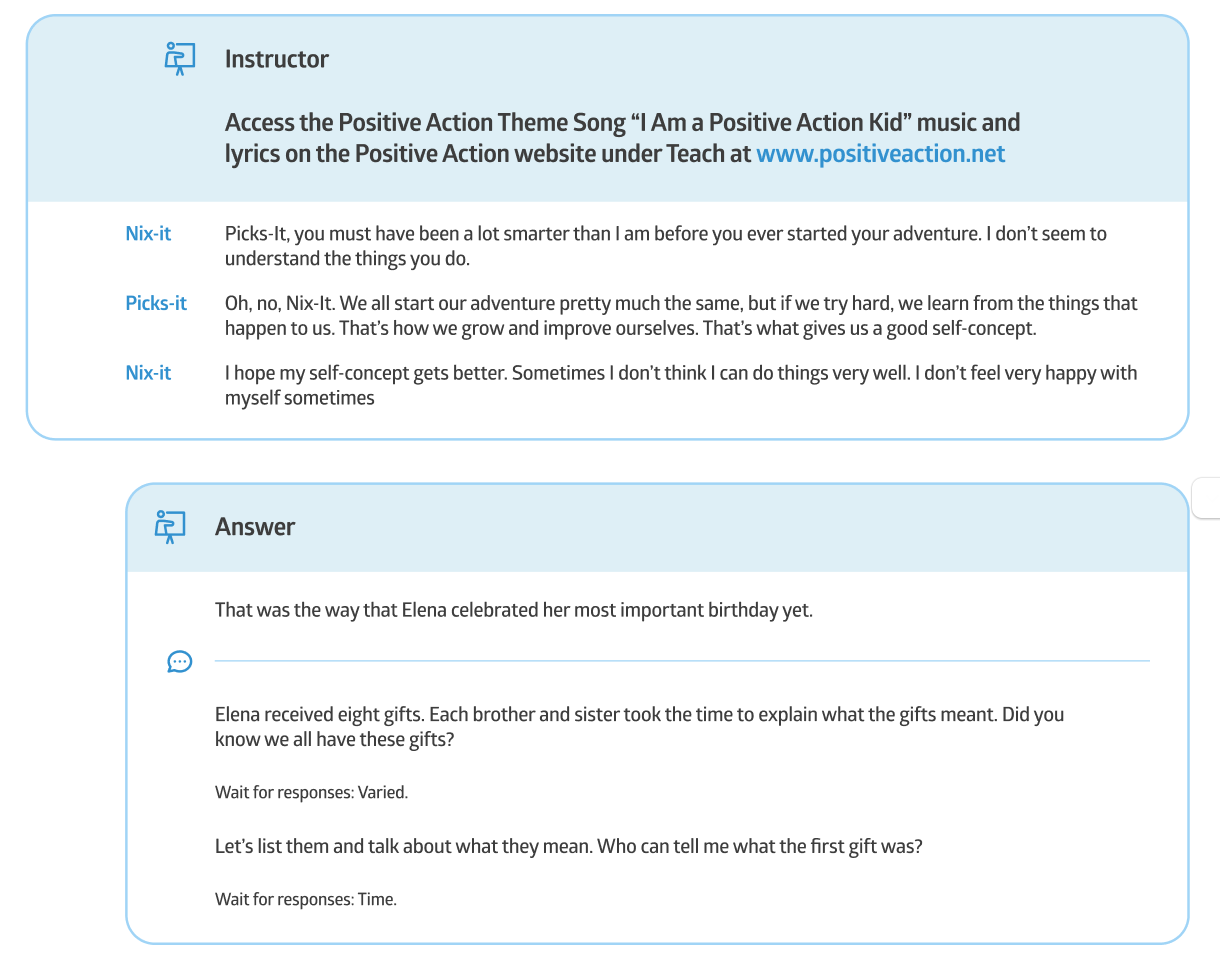 Instructor
Access the Positive Action Theme Song “I Am a Positive Action Kid” music and
lyrics on the Positive Action website under Teach at www.positiveaction.net
Nix-it Picks-It, you must have been a lot smarter than I am before you ever started your adventure. I don’t seem to
understand the things you do.
Picks-it Oh, no, Nix-It. We all start our adventure pretty much the same, but if we try hard, we learn from the things that
happen to us. That’s how we grow and improve ourselves. That’s what gives us a good self-concept.
Nix-it I hope my self-concept gets better. Sometimes I don’t think I can do things very well. I don’t feel very happy with
myself sometimes
Answer
That was the way that Elena celebrated her most important birthday yet.
Elena received eight gifts. Each brother and sister took the time to explain what the gifts meant. Did you
know we all have these gifts?
Wait for responses: Varied.
Let’s list them and talk about what they mean. Who can tell me what the first gift was?
Wait for responses: Time.